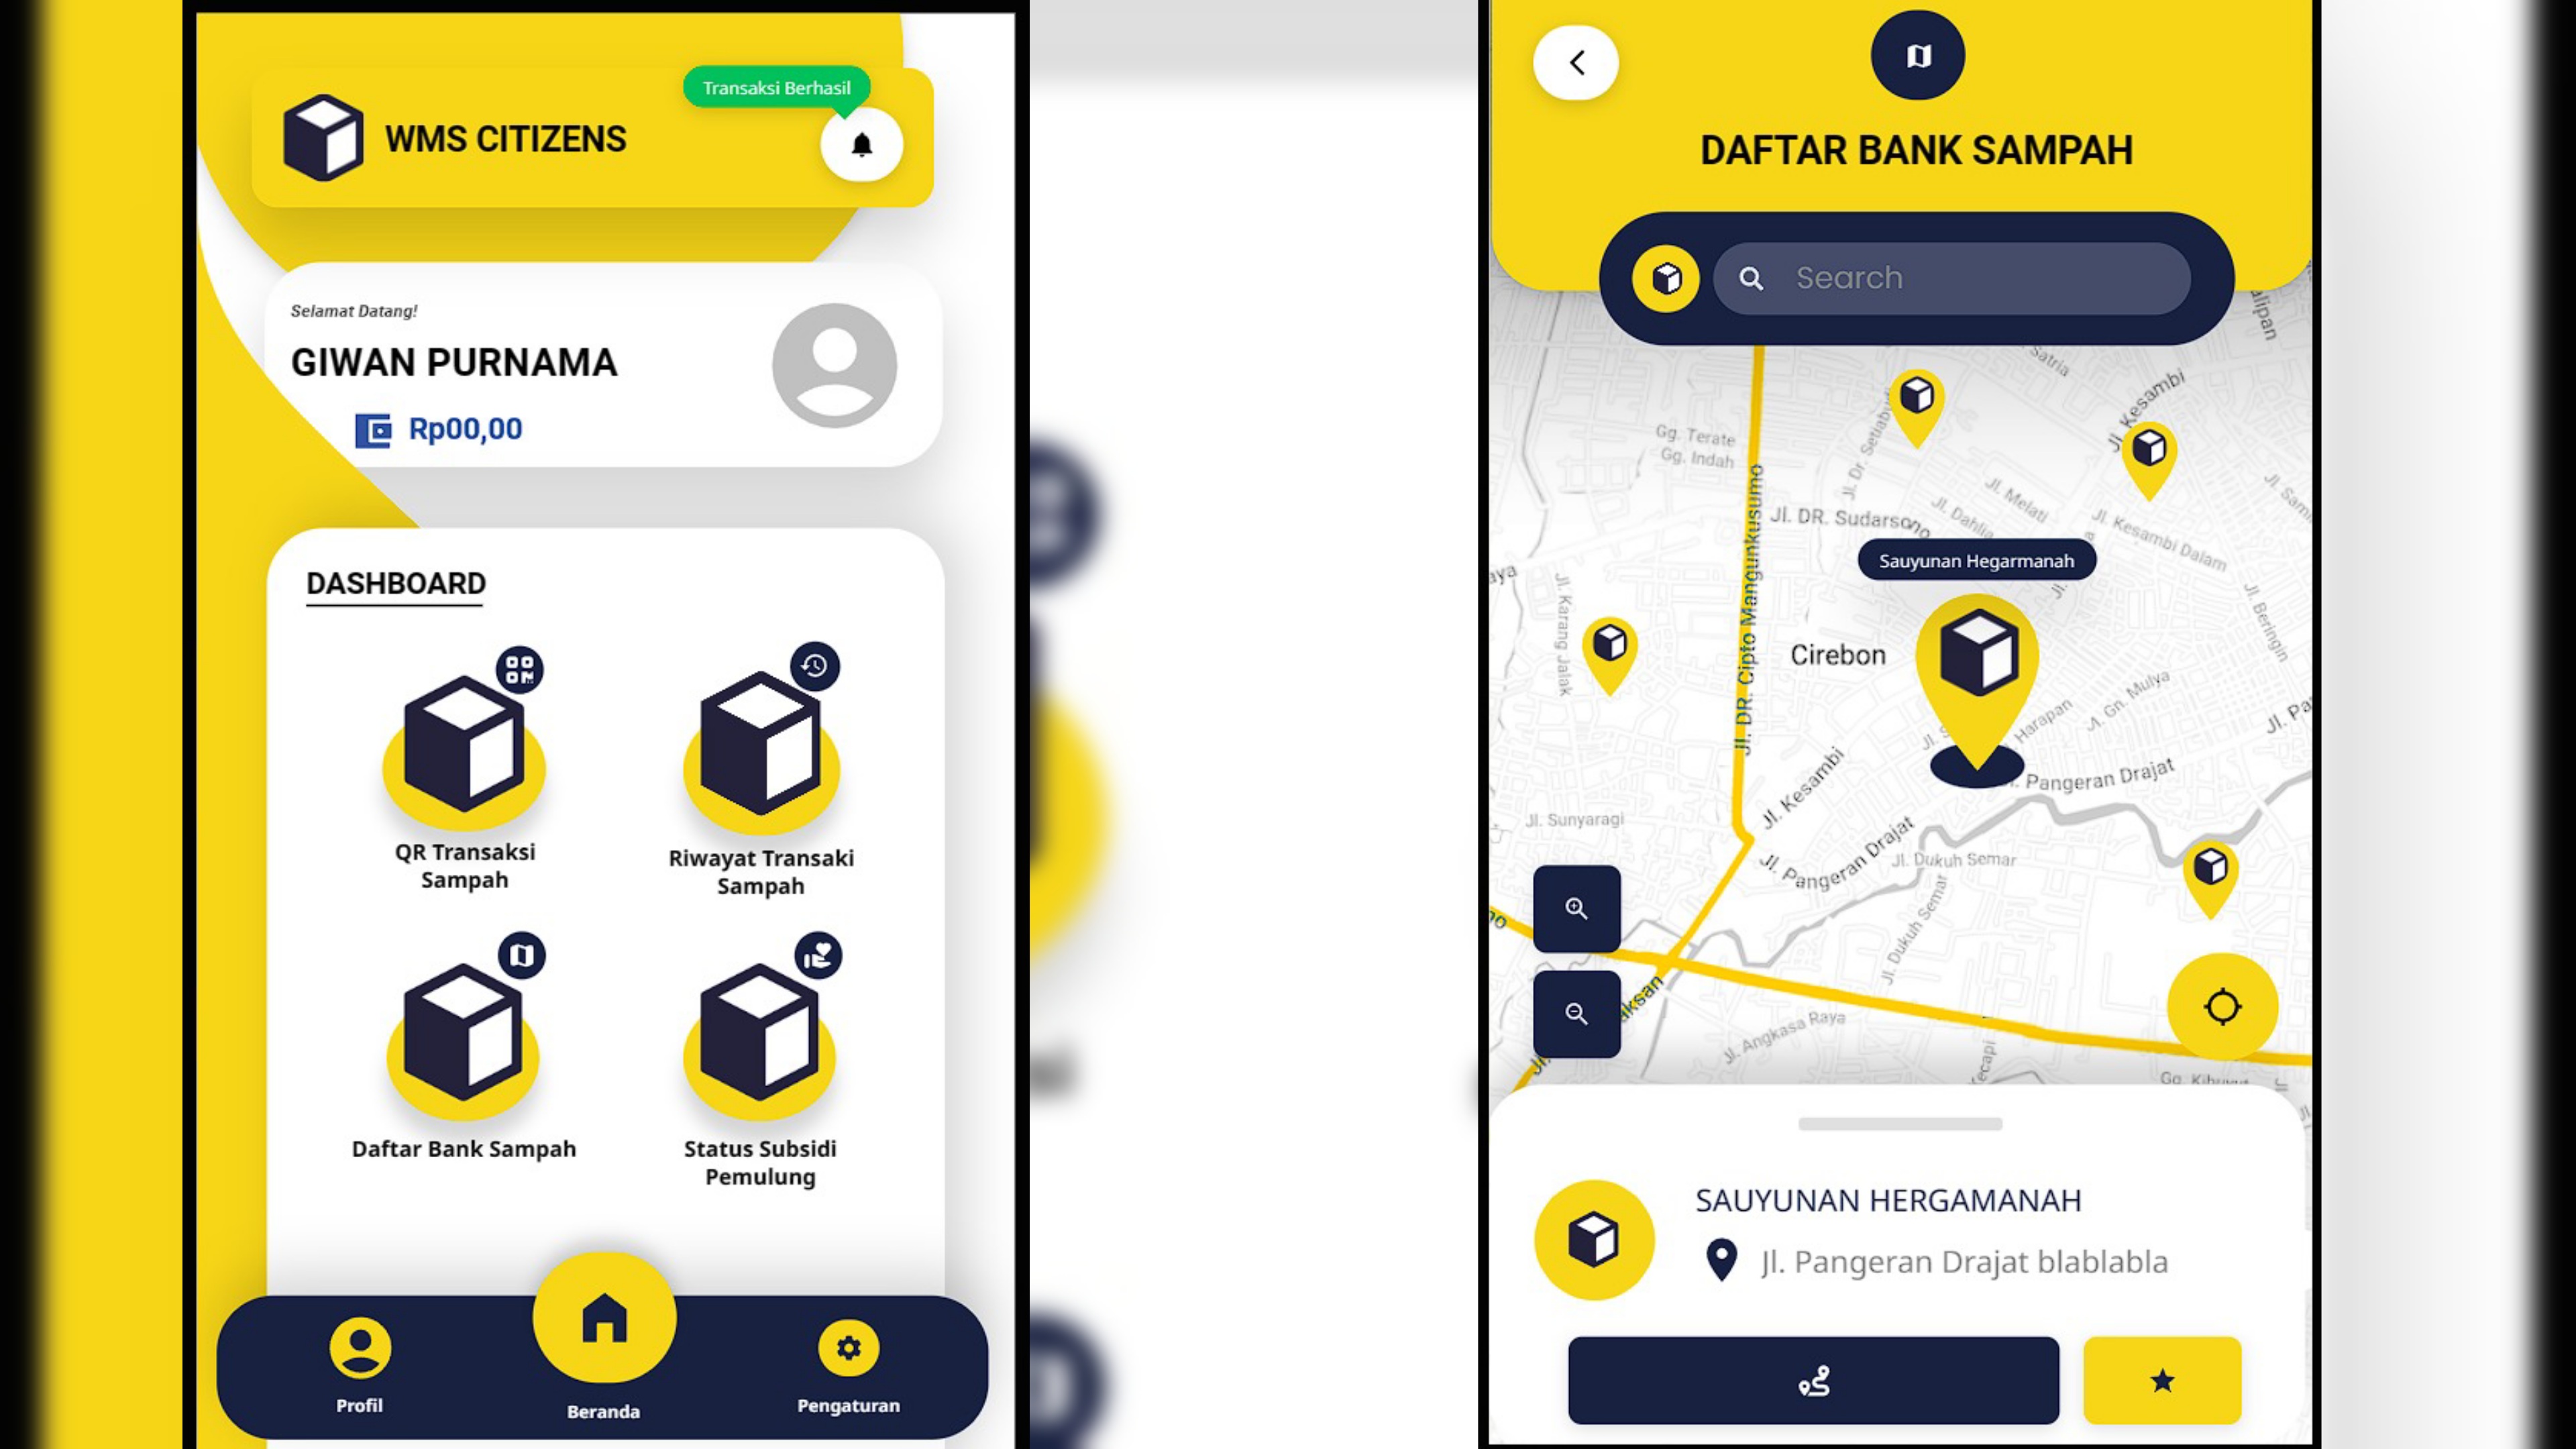 Transaksi Berhasil
WMS CITIZENS
Selamat Datang!
GIWAN PURNAMA
Rp00,00
DASHBOARD
QR Transaksi
Sampah
Riwayat Transaki
Sampah
Daftar Bank Sampah
Status Subsidi
Pemulung
Profil
Beranda
Pengaturan
DAFTAR BANK SAMPAH
Search
Satria
Jl. Kesambi
Gg. Terate
Gg. Indah
Jl. Dr. Setiabudi
Jl. Melati
Jl. Dahlia
Jl. DR. Sudarsono
Jl. Kesambi Dalam
Jl. DR. Cipto Mangunkusumo
Sauyunan Hegarmanah
Jl. Karang Jalak
Jl. Beringin
Cirebon
Jl. Gn. Mulya
Harapan
Pangeran Drajat
Jl. Kesambi
Jl. Sunyaragi
Jl. Pangeran Drajat
Jl. Dukuh Semar
Jl. Dukuh Semar
Jl. Angkasa Raya
SAUYUNAN HERGAMANAH
Jl. Pangeran Drajat blablabla